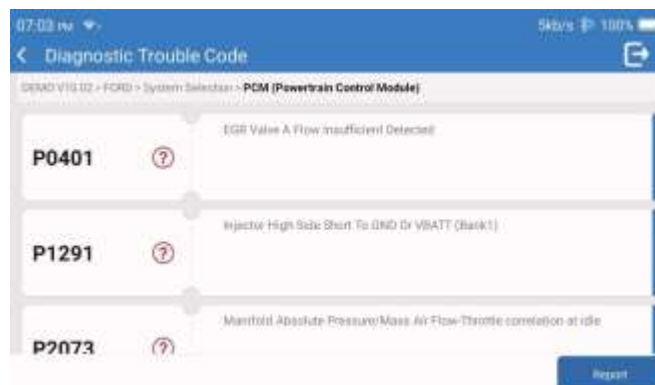 07:03 PM
5kb/s 100%
Diagnostic Trouble Code
DEMO V10.02 > FORD > System Selection > PCM (Powertrain Control Module)
EGR Valve A Flow Insufficient Detected
P0401
Injector High Side Short To GND Or VBATT (Bank1)
P1291
Manifold Absolute Pressure/Mass Air Flow-Throttle correlation at idle
P2073
Report